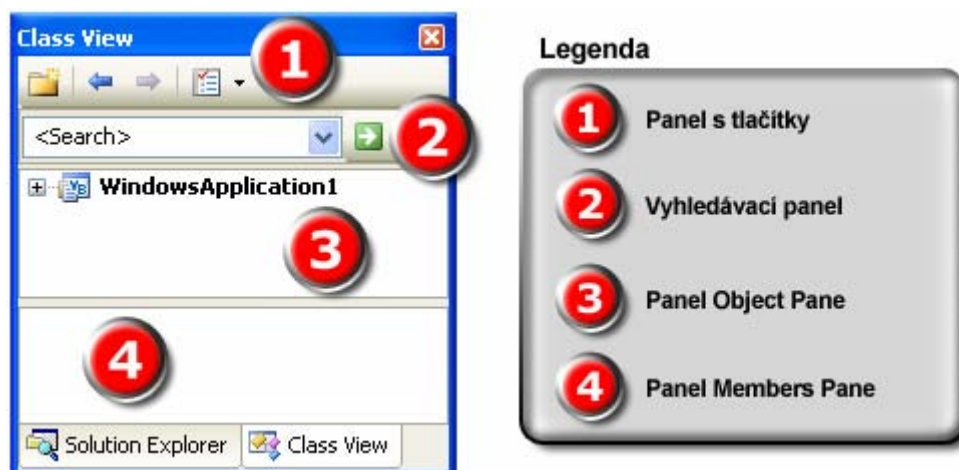 Class View
1
<Search>
2
WindowsApplication1
3
4
Solution Explorer
Class View
Legenda
1 Panel s tlačítky
2 Vyhledávací panel
3 Panel Object Pane
4 Panel Members Pane